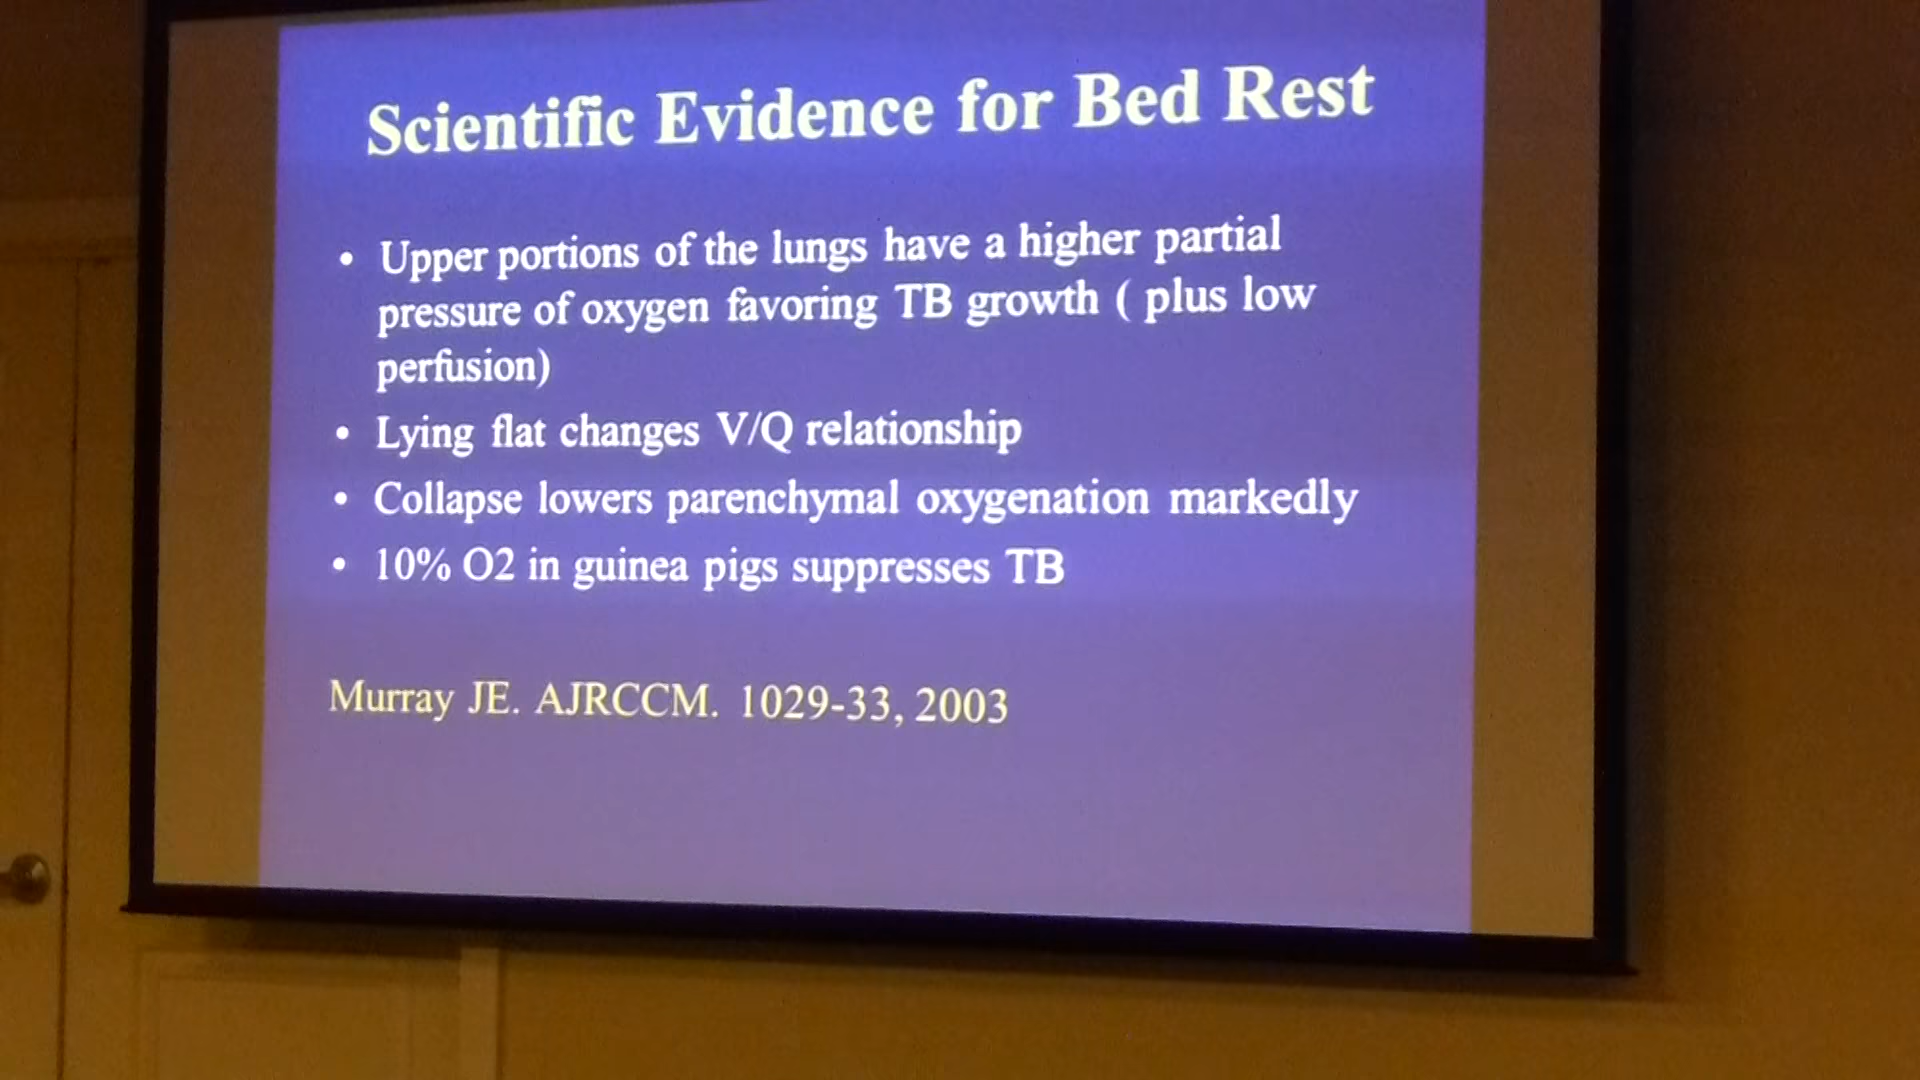 Scientific Evidence for Bed Rest
• Upper portions of the lungs have a higher partial
pressure of oxygen favoring TB growth ( plus low
perfusion)
• Lying flat changes V/Q relationship
• Collapse lowers parenchymal oxygenation markedly
• 10% O2 in guinea pigs suppresses TB
Murray JE. AJRCCM. 1029-33, 2003